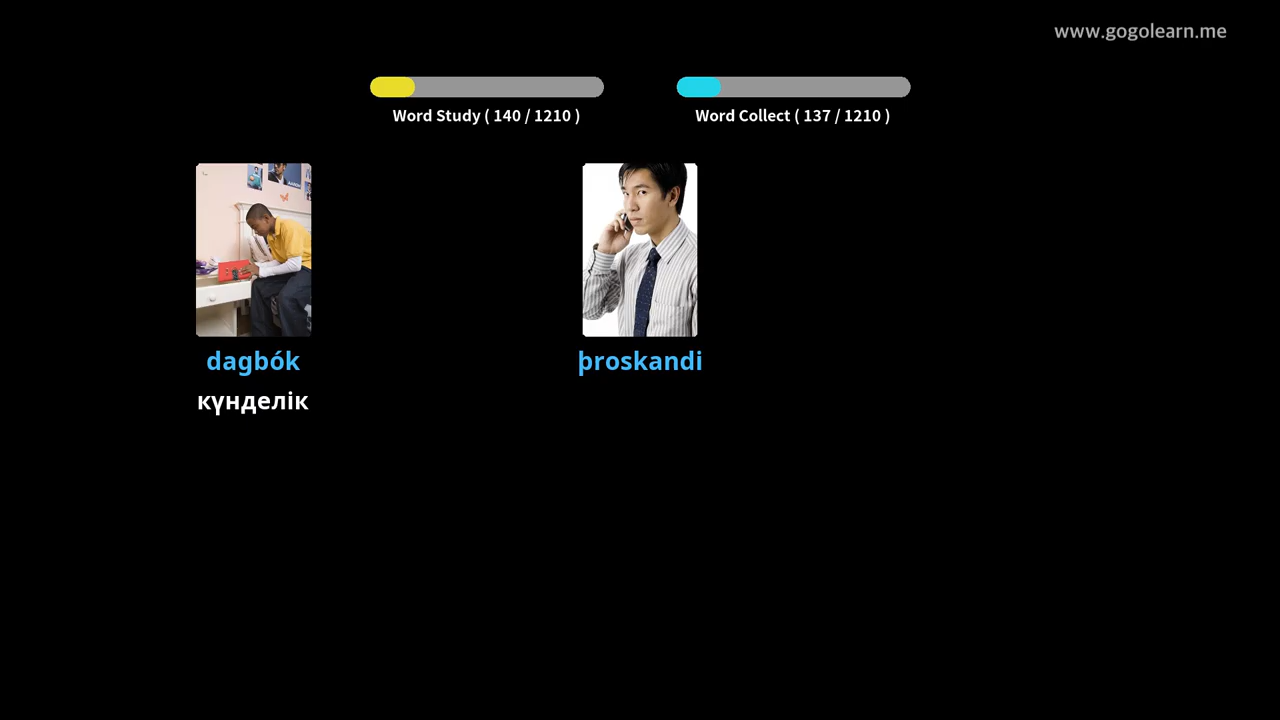 www.gogolearn.me
Word Study ( 140 / 1210 )
Word Collect ( 137 / 1210 )
dagbók
күнделік
þroskandi